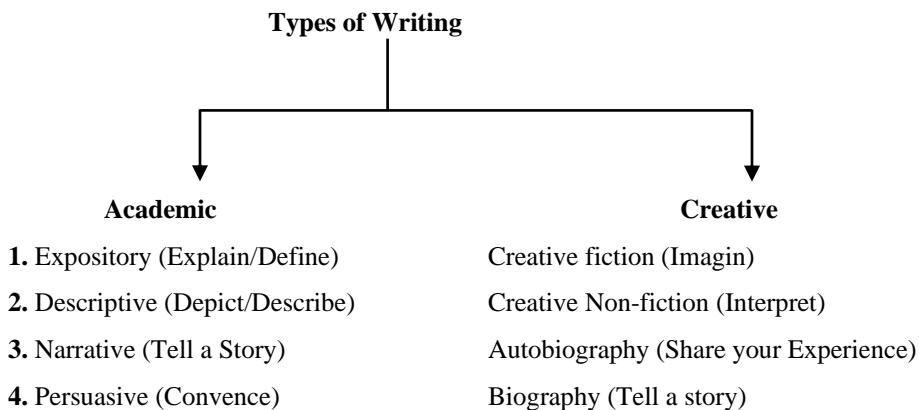 Types of Writing
Academic Creative
1. Expository (Explain/Define) Creative fiction (Imagin)
2. Descriptive (Depict/Describe) Creative Non-fiction (Interpret)
3. Narrative (Tell a Story) Autobiography (Share your Experience)
4. Persuasive (Convence) Biography (Tell a story)